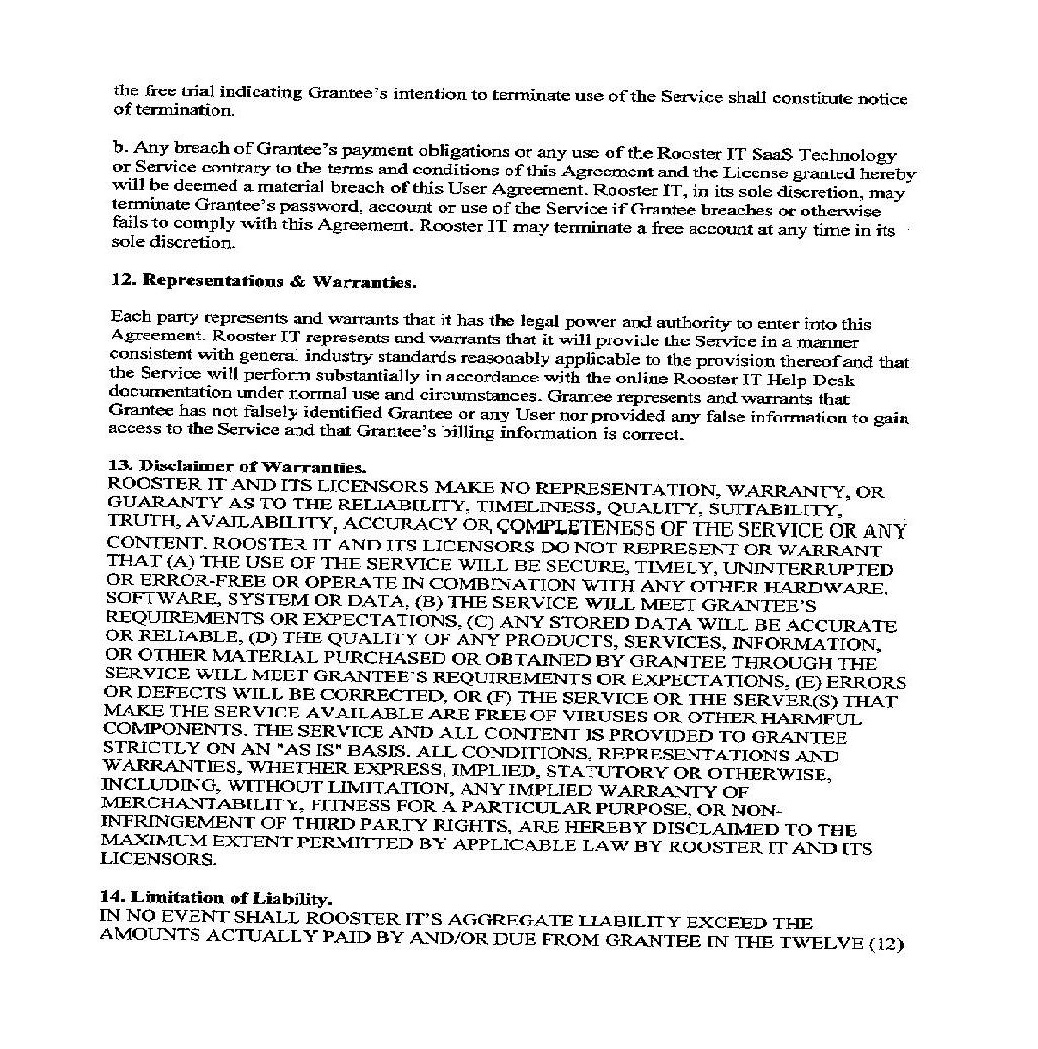 the free trial indicating Grantee's intention to terminate use of the Service shall constitute notice
of termination.
b. Any breach of Grantee's payment obligations or any use of the Rooster IT SaaS Technology
or Service contrary to the terms and conditions of this Agreement and the License granted hereby
will be deemed a material breach of this User Agreement. Rooster IT, in its sole discretion, may
terminate Grantee's password, account or use of the Service if Grantee breaches or otherwise
fails to comply with this Agreement. Rooster IT may terminate a free account at any time in its
sole discretion.
12. Representations & Warranties.
Each party represents and warrants that it has the legal power and authority to enter into this
Agreement. Rooster IT represents and warrants that it will provide the Service in a manner
consistent with general industry standards reasonably applicable to the provision thereof and that
the Service will perform substantially in accordance with the online Rooster IT Help Desk
documentation under normal use and circumstances. Grantee represents and warrants that
Grantee has not falsely identified Grantee or any User nor provided any false information to gain
access to the Service and that Grantee's billing information is correct.
13. Disclaimer of Warranties.
ROOSTER IT AND ITS LICENSORS MAKE NO REPRESENTATION, WARRANTY, OR
GUARANTY AS TO THE RELIABILITY, TIMELINESS, QUALITY, SUITABILITY,
TRUTH, AVAILABILITY, ACCURACY OR COMPLETENESS OF THE SERVICE OR ANY
CONTENT. ROOSTER IT AND ITS LICENSORS DO NOT REPRESENT OR WARRANT
THAT (A) THE USE OF THE SERVICE WILL BE SECURE, TIMELY, UNINTERRUPTED
OR ERROR-FREE OR OPERATE IN COMBINATION WITH ANY OTHER HARDWARE,
SOFTWARE, SYSTEM OR DATA, (B) THE SERVICE WILL MEET GRANTEE'S
REQUIREMENTS OR EXPECTATIONS, (C) ANY STORED DATA WILL BE ACCURATE
OR RELIABLE, (D) THE QUALITY OF ANY PRODUCTS, SERVICES, INFORMATION,
OR OTHER MATERIAL PURCHASED OR OBTAINED BY GRANTEE THROUGH THE
SERVICE WILL MEET GRANTEE'S REQUIREMENTS OR EXPECTATIONS, (E) ERRORS
OR DEFECTS WILL BE CORRECTED, OR (F) THE SERVICE OR THE SERVER(S) THAT
MAKE THE SERVICE AVAILABLE ARE FREE OF VIRUSES OR OTHER HARMFUL
COMPONENTS. THE SERVICE AND ALL CONTENT IS PROVIDED TO GRANTEE
STRICTLY ON AN "AS IS" BASIS. ALL CONDITIONS, REPRESENTATIONS AND
WARRANTIES, WHETHER EXPRESS, IMPLIED, STATUTORY OR OTHERWISE,
INCLUDING, WITHOUT LIMITATION, ANY IMPLIED WARRANTY OF
MERCHANTABILITY, FITNESS FOR A PARTICULAR PURPOSE, OR NON-
INFRINGEMENT OF THIRD PARTY RIGHTS, ARE HEREBY DISCLAIMED TO THE
MAXIMUM EXTENT PERMITTED BY APPLICABLE LAW BY ROOSTER IT AND ITS
LICENSORS.
14. Limitation of Liability.
IN NO EVENT SHALL ROOSTER IT'S AGGREGATE LIABILITY EXCEED THE
AMOUNTS ACTUALLY PAID BY AND/OR DUE FROM GRANTEE IN THE TWELVE (12)